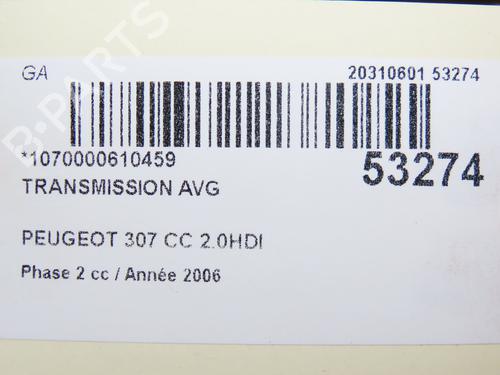 GA
20310601 53274
*1070000610459
53274
TRANSMISSION AVG
PEUGEOT 307 CC 2.0HDI
Phase 2 cc / Année 2006
B-PARTS